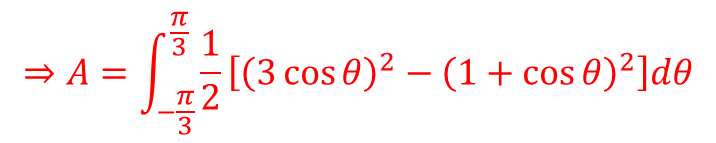 ⇒ A = ∫_{-π/3}^{π/3} 1/2 [(3 cos θ)² − (1 + cos θ)²]dθ